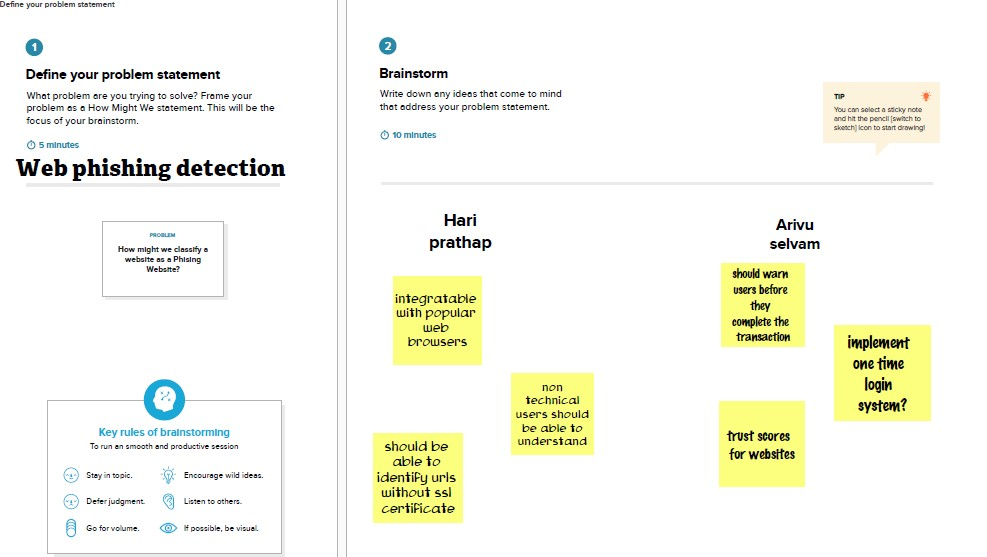 Define your problem statement
1
Define your problem statement
What problem are you trying to solve? Frame your
problem as a How Might We statement. This will be the
focus of your brainstorm.
5 minutes
Web phishing detection
PROBLEM
How might we classify a
website as a Phising
Website?
Key rules of brainstorming
To run an smooth and productive session
Stay in topic.
Encourage wild ideas.
Defer judgment.
Listen to others.
Go for volume.
If possible, be visual.
2
Brainstorm
Write down any ideas that come to mind
that address your problem statement.
10 minutes
TIP
You can select a sticky note
and hit the pencil [switch to
sketch] icon to start drawing!
Hari
prathap
integratable
with popular
web
browsers
non
technical
users should
be able to
understand
should be
able to
identify urls
without ssl
certificate
Arivu
selvam
should warn
users before
they
complete the
transaction
implement
one time
login
system?
trust scores
for websites